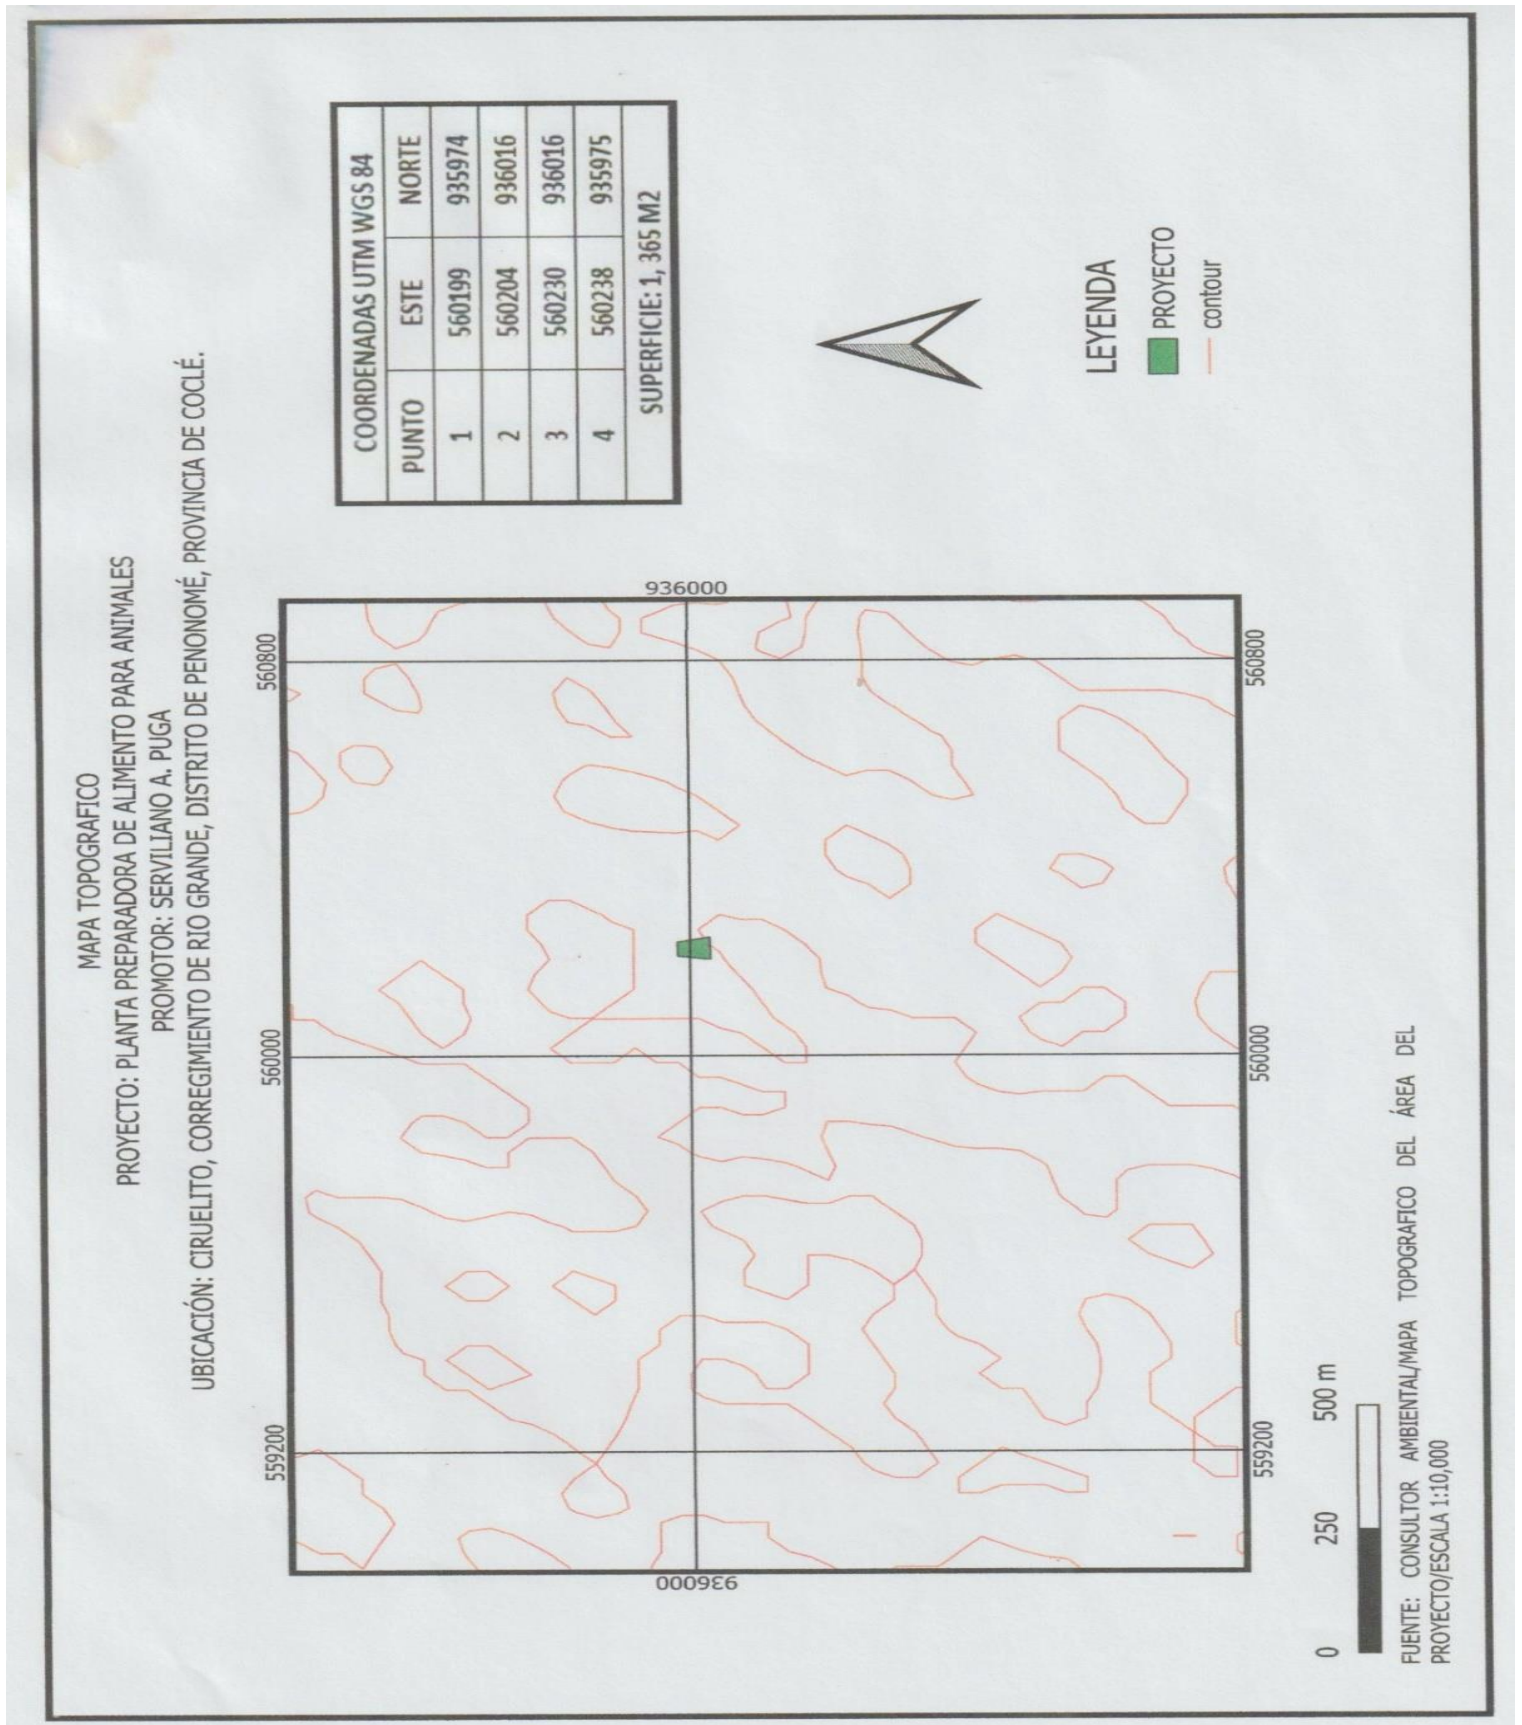 MAPA TOPOGRAFICO
PROYECTO: PLANTA PREPARADORA DE ALIMENTO PARA ANIMALES
PROMOTOR: SERVILIANO A. PUGA
UBICACIÓN: CIRUELITO, CORREGIMIENTO DE RIO GRANDE, DISTRITO DE PENONOMÉ, PROVINCIA DE COCLÉ.
559200 560000 560800
936000
936000
559200 560000 560800
COORDENADAS UTM WGS 84
PUNTO ESTE NORTE
1 560199 935974
2 560204 936016
3 560230 936016
4 560238 935975
SUPERFICIE: 1, 365 M2
LEYENDA
PROYECTO
contour
0 250 500 m
FUENTE: CONSULTOR AMBIENTAL/MAPA TOPOGRAFICO DEL ÁREA DEL
PROYECTO/ESCALA 1:10,000